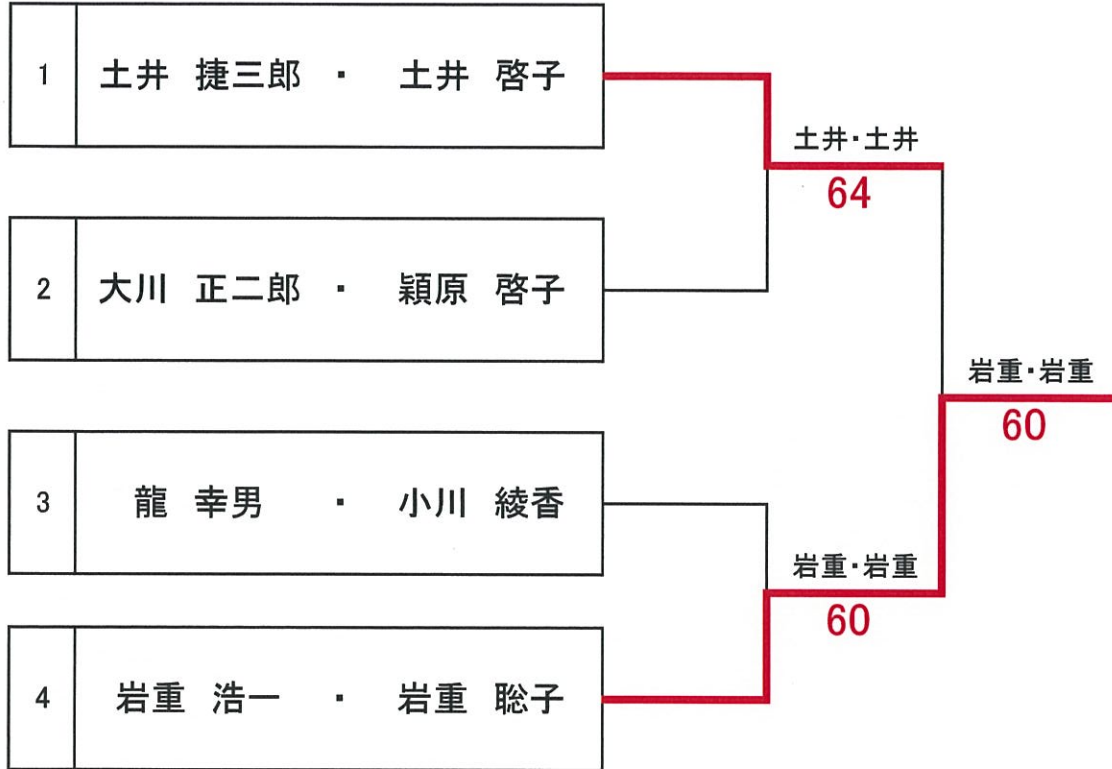 1 土井 捷三郎 ・ 土井 啓子
土井・土井
64
2 大川 正二郎 ・ 穎原 啓子
岩重・岩重
60
3 龍 幸男 ・ 小川 綾香
岩重・岩重
60
4 岩重 浩一 ・ 岩重 聡子